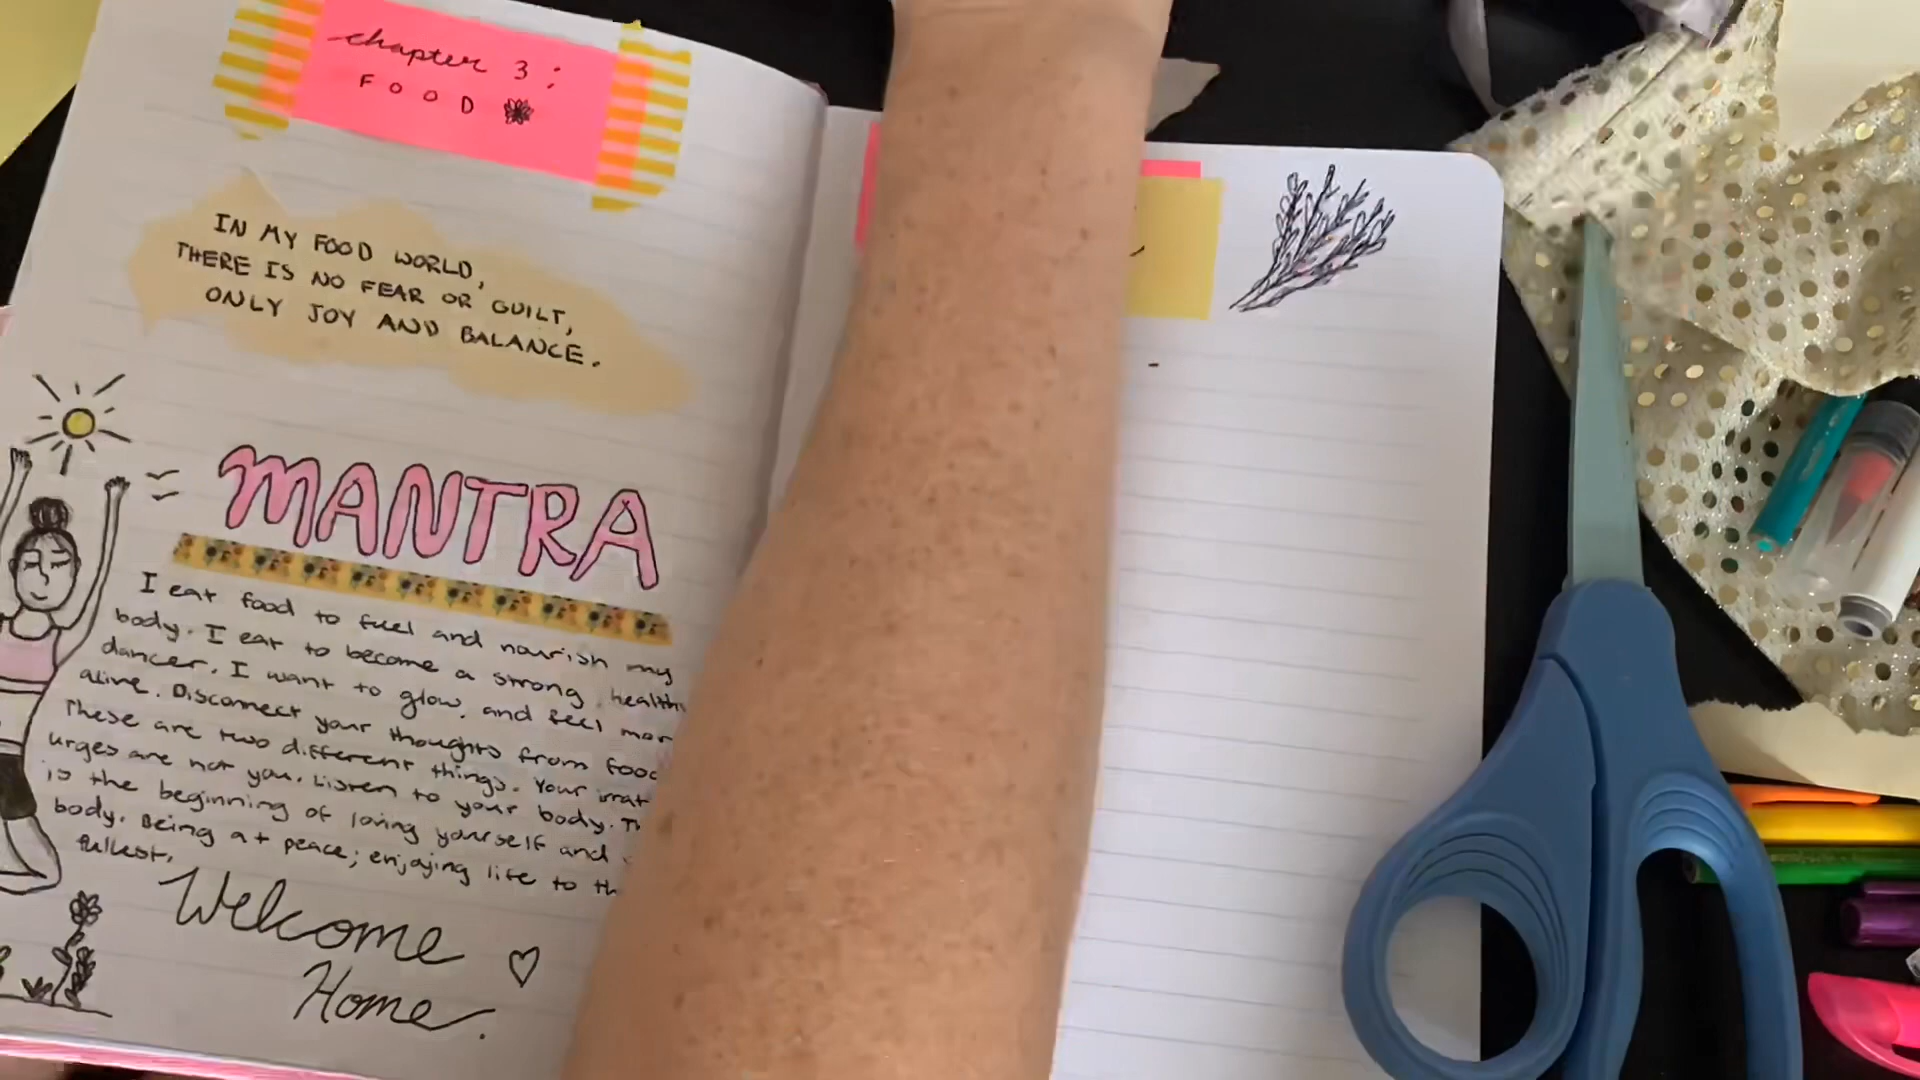 chapter 3:
FOOD
IN MY FOOD WORLD,
THERE IS NO FEAR OR GUILT,
ONLY JOY AND BALANCE.
MANTRA
I eat food to fuel and nourish my
body. I eat to become a strong, healthy
dancer. I want to glow, and feel
alive. Disconnect your thoughts from food
These are two different things. Your
urges are not you. Listen to your body.
is the beginning of loving yourself and
body. Being at peace; enjoying life to
fullest.
Welcome
Home.